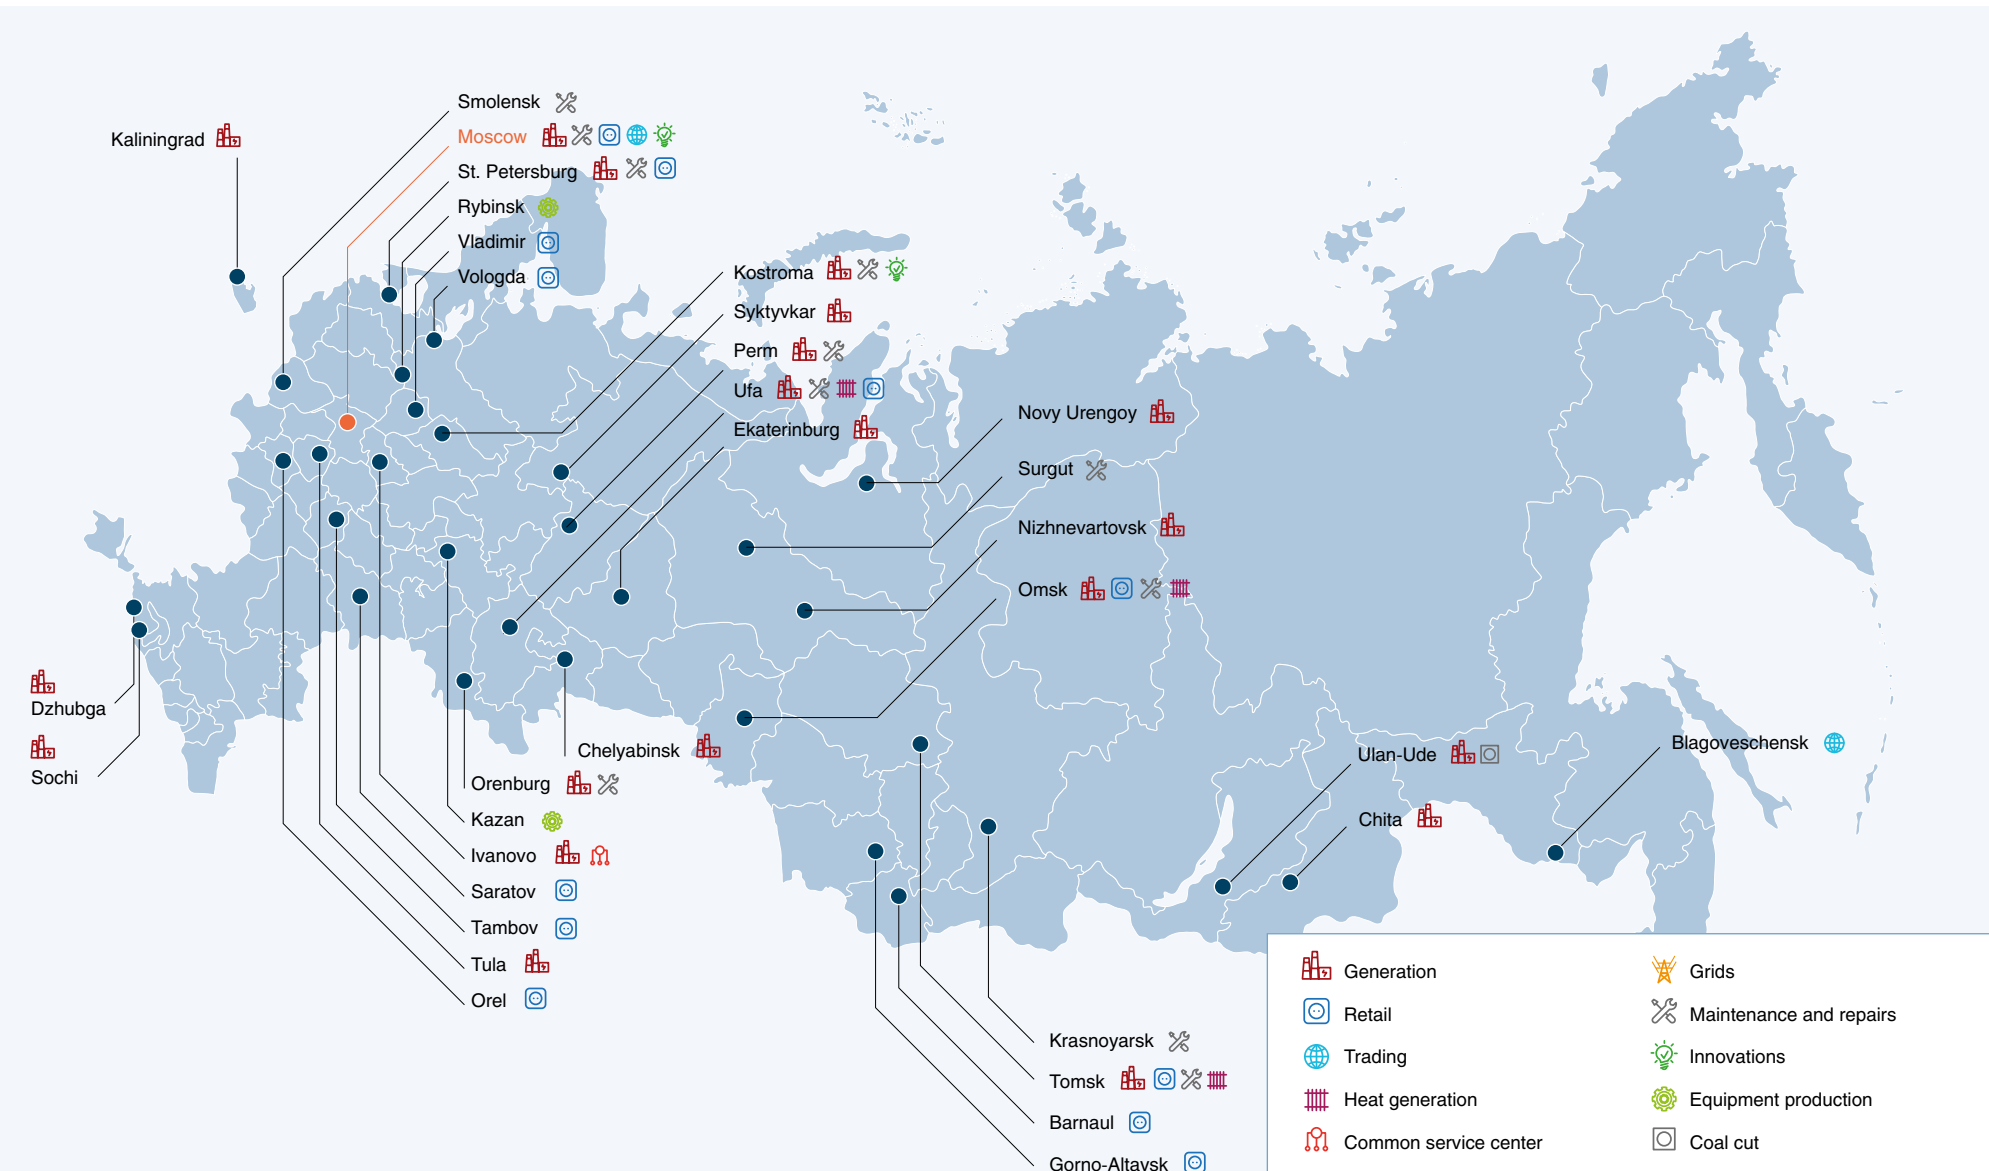 Smolensk
Kaliningrad
Moscow
St. Petersburg
Rybinsk
Vladimir
Vologda
Kostroma
Syktyvkar
Perm
Ufa
Ekaterinburg
Novy Urengoy
Surgut
Nizhnevartovsk
Omsk
Dzhubga
Sochi
Chelyabinsk
Orenburg
Kazan
Ivanovo
Saratov
Tambov
Tula
Orel
Ulan-Ude
Blagoveschensk
Chita
Krasnoyarsk
Tomsk
Barnaul
Gorno-Altaysk
Generation
Retail
Trading
Heat generation
Common service center
Grids
Maintenance and repairs
Innovations
Equipment production
Coal cut